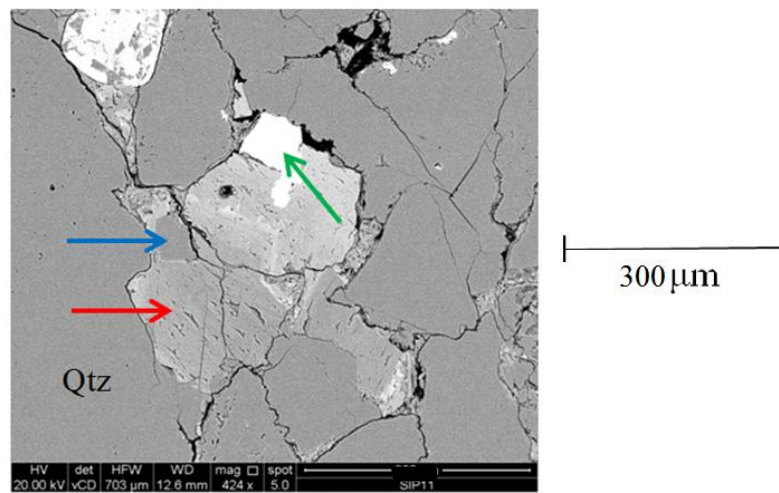 300 μm
Qtz
HV det HFW WD mag □ spot
20.00 kV vCD 703 μm 12.6 mm 424 x 5.0 SIP11